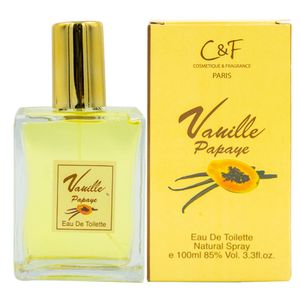 C&F
COSMETIQUE & FRAGRANCE
PARIS
Vanille
Papaye
Eau De Toilette
Natural Spray
e 100ml 85% Vol. 3.3fl.oz.
Vanille
Papaye
Eau De Toilette